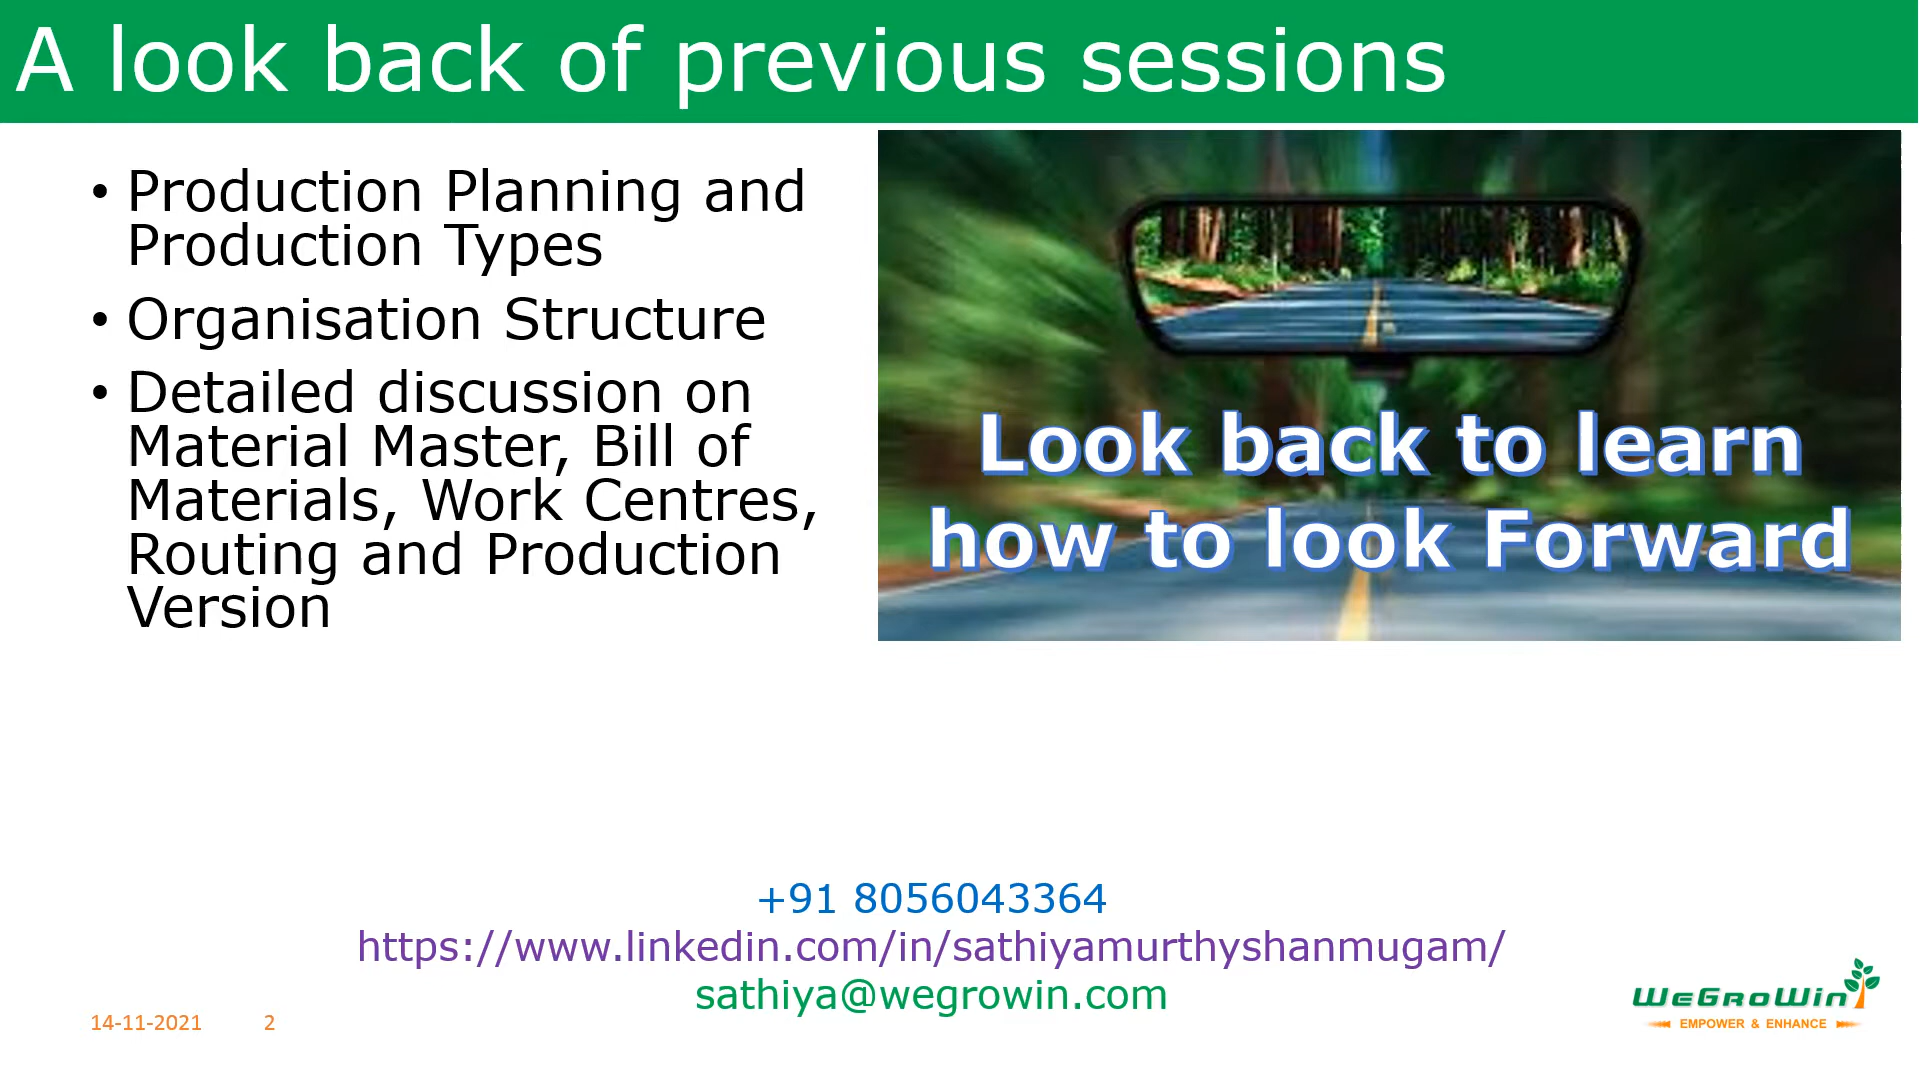 A look back of previous sessions
• Production Planning and
Production Types
• Organisation Structure
• Detailed discussion on
Material Master, Bill of
Materials, Work Centres,
Routing and Production
Version
Look back to learn
how to look Forward
+91 8056043364
https://www.linkedin.com/in/sathiyamurthyshanmugam/
sathiya@wegrowin.com
14-11-2021 2
WeGroWin
EMPOWER & ENHANCE